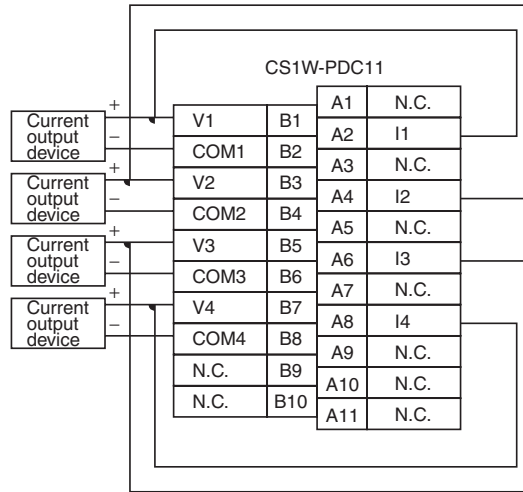 CS1W-PDC11
A1 N.C.
+ Current output device −
V1 B1
A2 I1
COM1 B2
A3 N.C.
+ Current output device −
V2 B3
A4 I2
COM2 B4
A5 N.C.
+ Current output device −
V3 B5
A6 I3
COM3 B6
A7 N.C.
+ Current output device −
V4 B7
A8 I4
COM4 B8
A9 N.C.
N.C. B9
A10 N.C.
N.C. B10
A11 N.C.